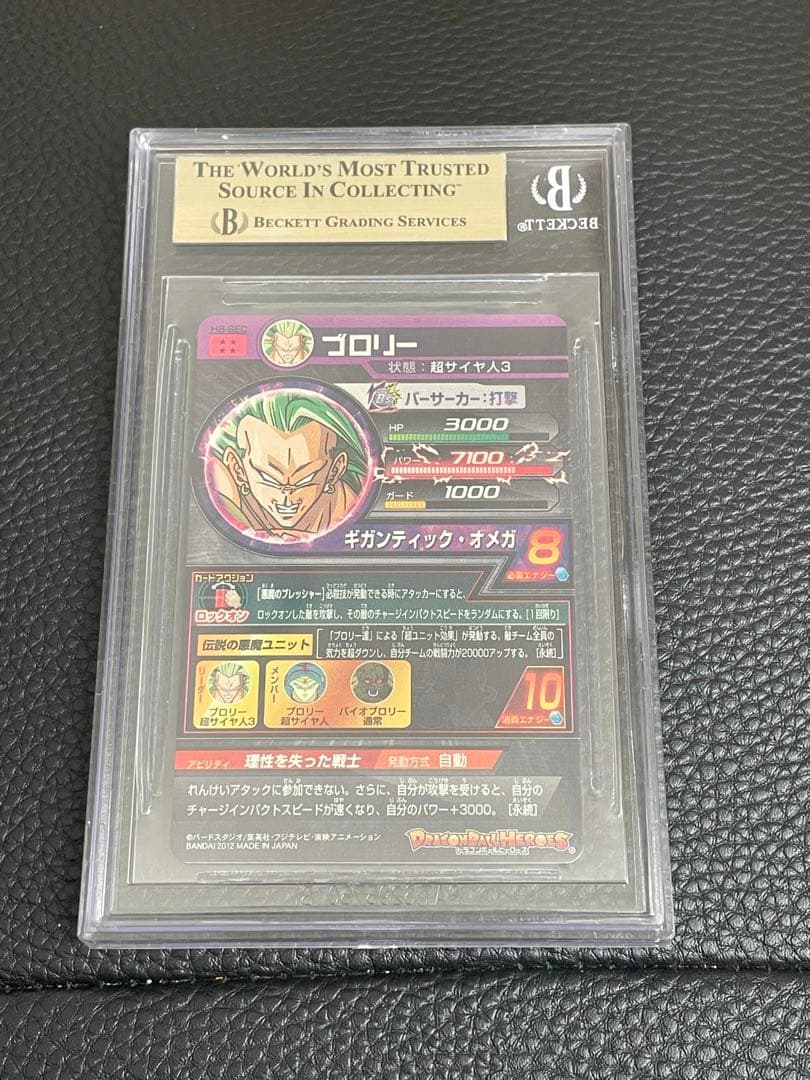 THE WORLD'S MOST TRUSTED
SOURCE IN COLLECTING™
B BECKETT GRADING SERVICES
B
BECKETT®
H8-SEC
★★
★★
ブロリー
状態:超サイヤ人3
バーサーカー:打撃
HP 3000
パワー 7100
ガード 1000
ギガンティック・オメガ 8
必要エナジー
カードアクション
ロックオン
[悪魔のプレッシャー]必殺技が発動できる時にアタッカーにすると、
ロックオンした敵を攻撃し、その敵のチャージインパクトスピードをランダムにする。[1回限り]
伝説の悪魔ユニット
「ブロリー達」による「超ユニット効果」が発動する。敵チーム全員の
気力を超ダウンし、自分チームの戦闘力が20000アップする。[永続]
リーダー
ブロリー
超サイヤ人3
メンバー
ブロリー
超サイヤ人
バイオブロリー
通常
10
消費エナジー
アビリティ 理性を失った戦士 発動方式 自動
れんけいアタックに参加できない。さらに、自分が攻撃を受けると、自分の
チャージインパクトスピードが速くなり、自分のパワー+3000。[永続]
©バードスタジオ/集英社・フジテレビ・東映アニメーション
BANDAI 2012 MADE IN JAPAN
DRAGONBALL HEROES®
ドラゴンボールヒーローズ